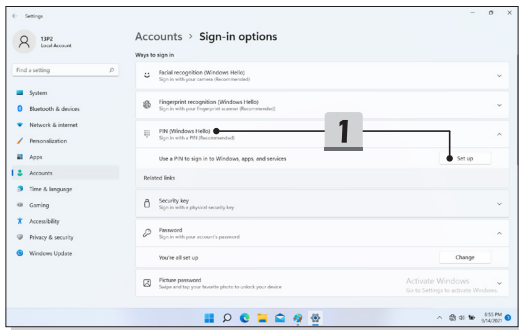 Settings
13P2
Local Account
Find a setting
System
Bluetooth & devices
Network & internet
Personalization
Apps
Accounts
Time & language
Gaming
Accessibility
Privacy & security
Windows Update
Accounts > Sign-in options
Ways to sign in
Facial recognition (Windows Hello)
Sign in with your camera (Recommended)
Fingerprint recognition (Windows Hello)
Sign in with your fingerprint scanner (Recommended)
PIN (Windows Hello)
Sign in with a PIN (Recommended)
1
Use a PIN to sign in to Windows, apps, and services
Set up
Related links
Security key
Sign in with a physical security key
Password
Sign in with your account's password
You're all set up
Change
Picture password
Swipe and tap your favorite photo to unlock your device
Activate Windows
Go to Settings to activate Windows.
6:55 PM
5/14/2021